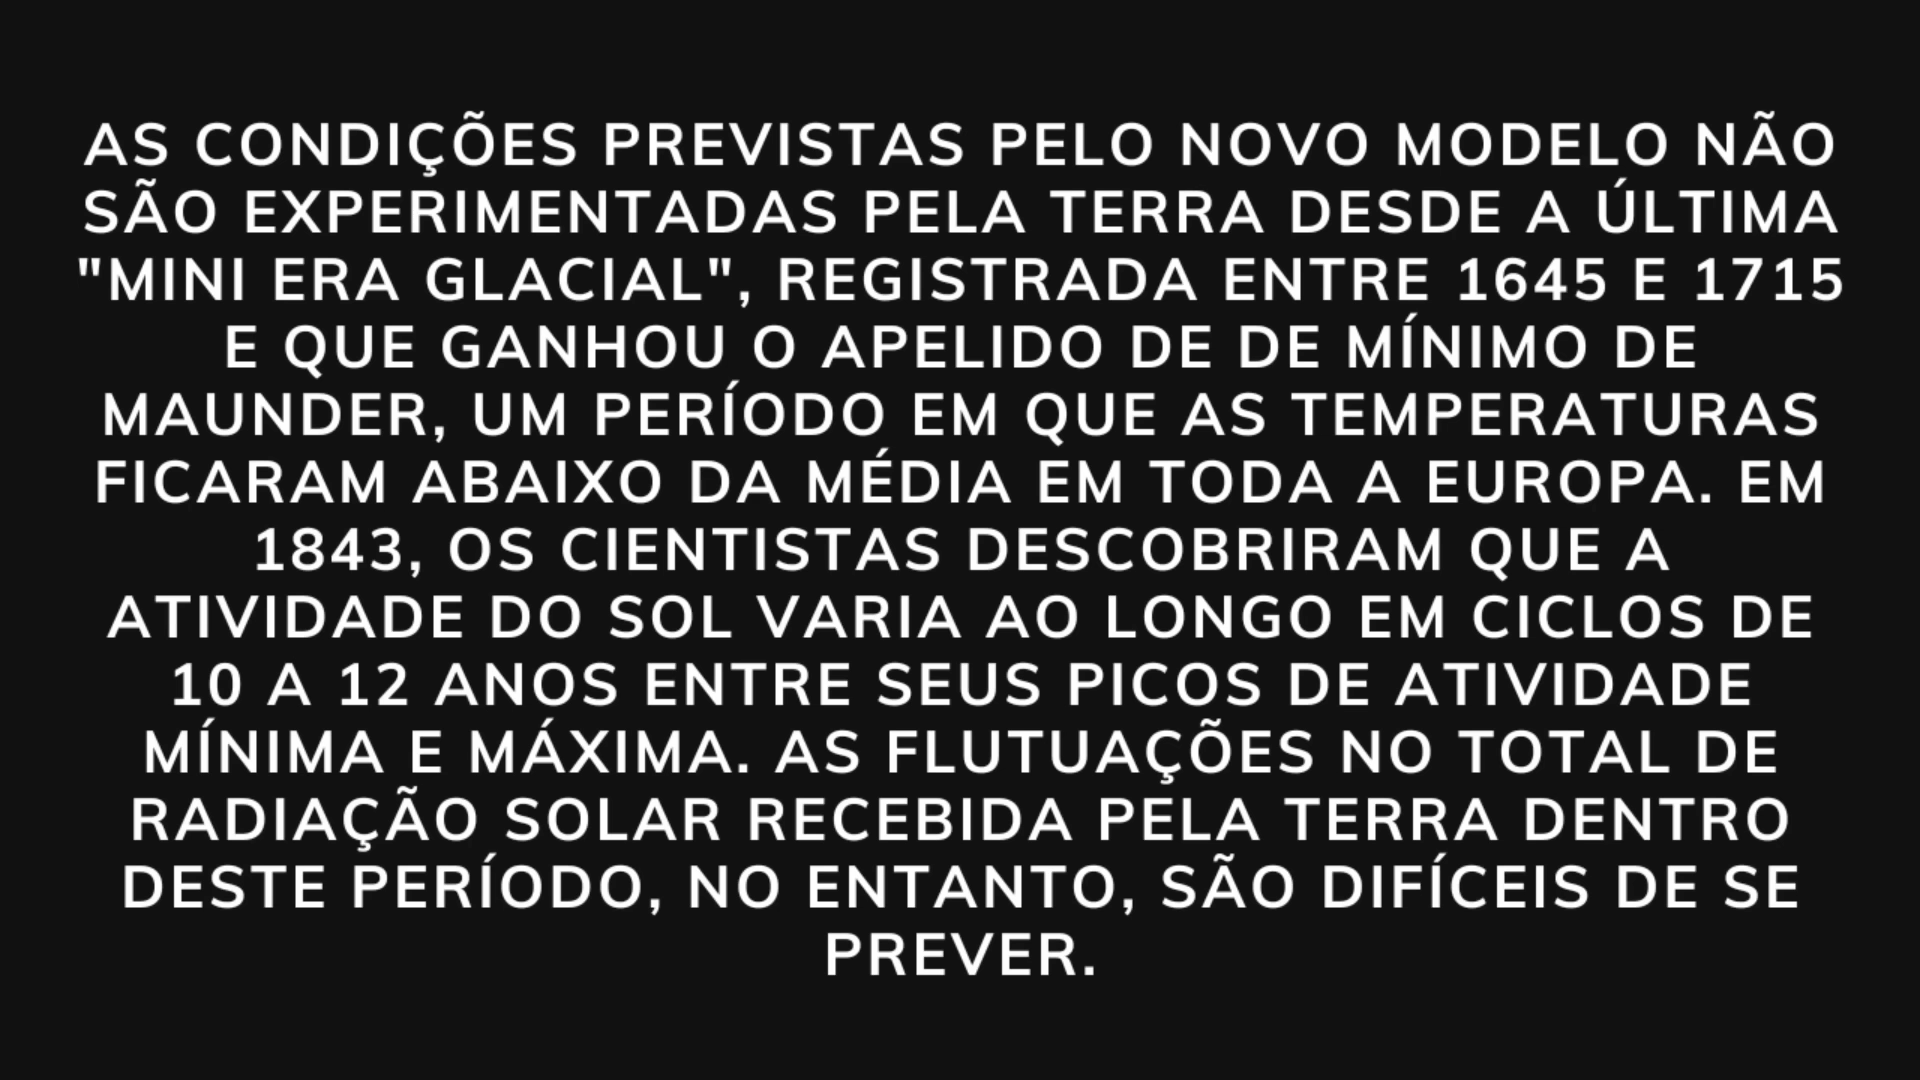 AS CONDIÇÕES PREVISTAS PELO NOVO MODELO NÃO
SÃO EXPERIMENTADAS PELA TERRA DESDE A ÚLTIMA
"MINI ERA GLACIAL", REGISTRADA ENTRE 1645 E 1715
E QUE GANHOU O APELIDO DE DE MÍNIMO DE
MAUNDER, UM PERÍODO EM QUE AS TEMPERATURAS
FICARAM ABAIXO DA MÉDIA EM TODA A EUROPA. EM
1843, OS CIENTISTAS DESCOBRIRAM QUE A
ATIVIDADE DO SOL VARIA AO LONGO EM CICLOS DE
10 A 12 ANOS ENTRE SEUS PICOS DE ATIVIDADE
MÍNIMA E MÁXIMA. AS FLUTUAÇÕES NO TOTAL DE
RADIAÇÃO SOLAR RECEBIDA PELA TERRA DENTRO
DESTE PERÍODO, NO ENTANTO, SÃO DIFÍCEIS DE SE
PREVER.